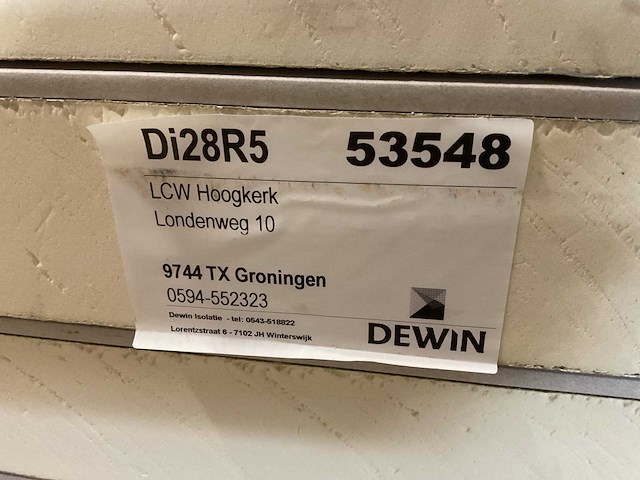 Di28R5 53548
LCW Hoogkerk
Londenweg 10
9744 TX Groningen
0594-552323
Dewin Isolatie - tel: 0543-518822
Lorentzstraat 6 - 7102 JH Winterswijk
DEWIN